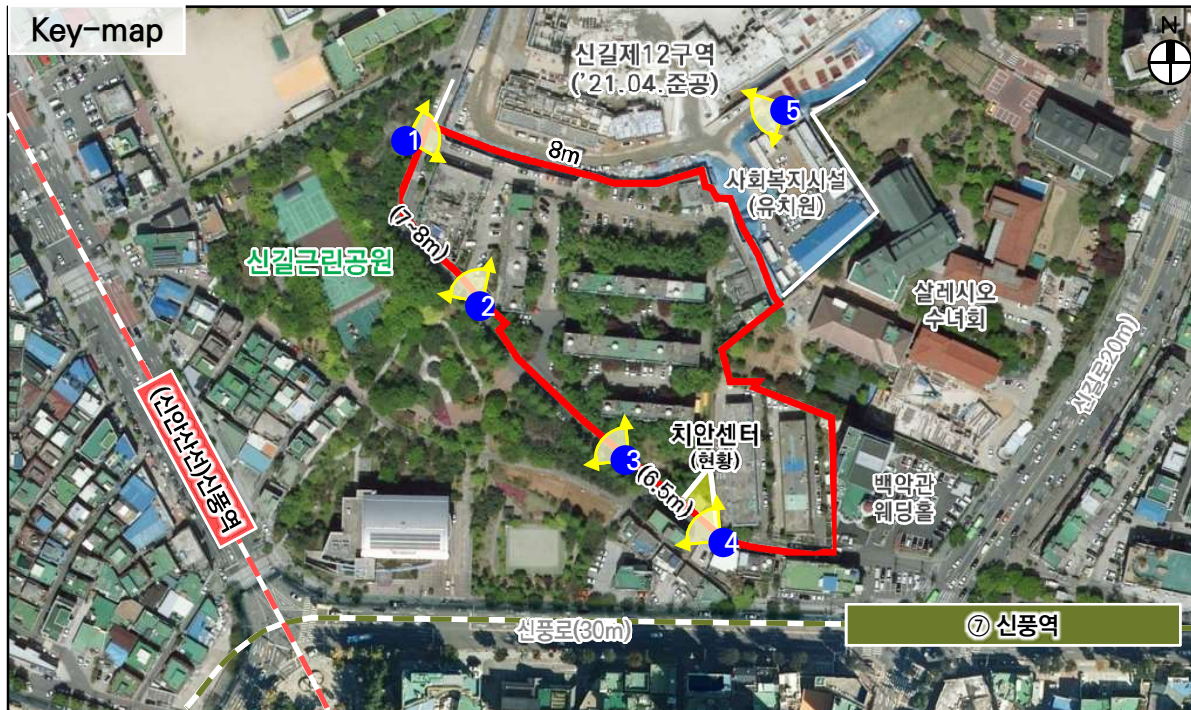 Key-map
N
신길제12구역
('21.04.준공)
5
1
8m
사회복지시설
(유치원)
(7~8m)
신길근린공원
2
살레시오
수녀회
신길로20m)
(신안산선)신풍역
치안센터
(현황)
3
(6.5m)
백악관
웨딩홀
4
신풍로(30m)
⑦ 신풍역